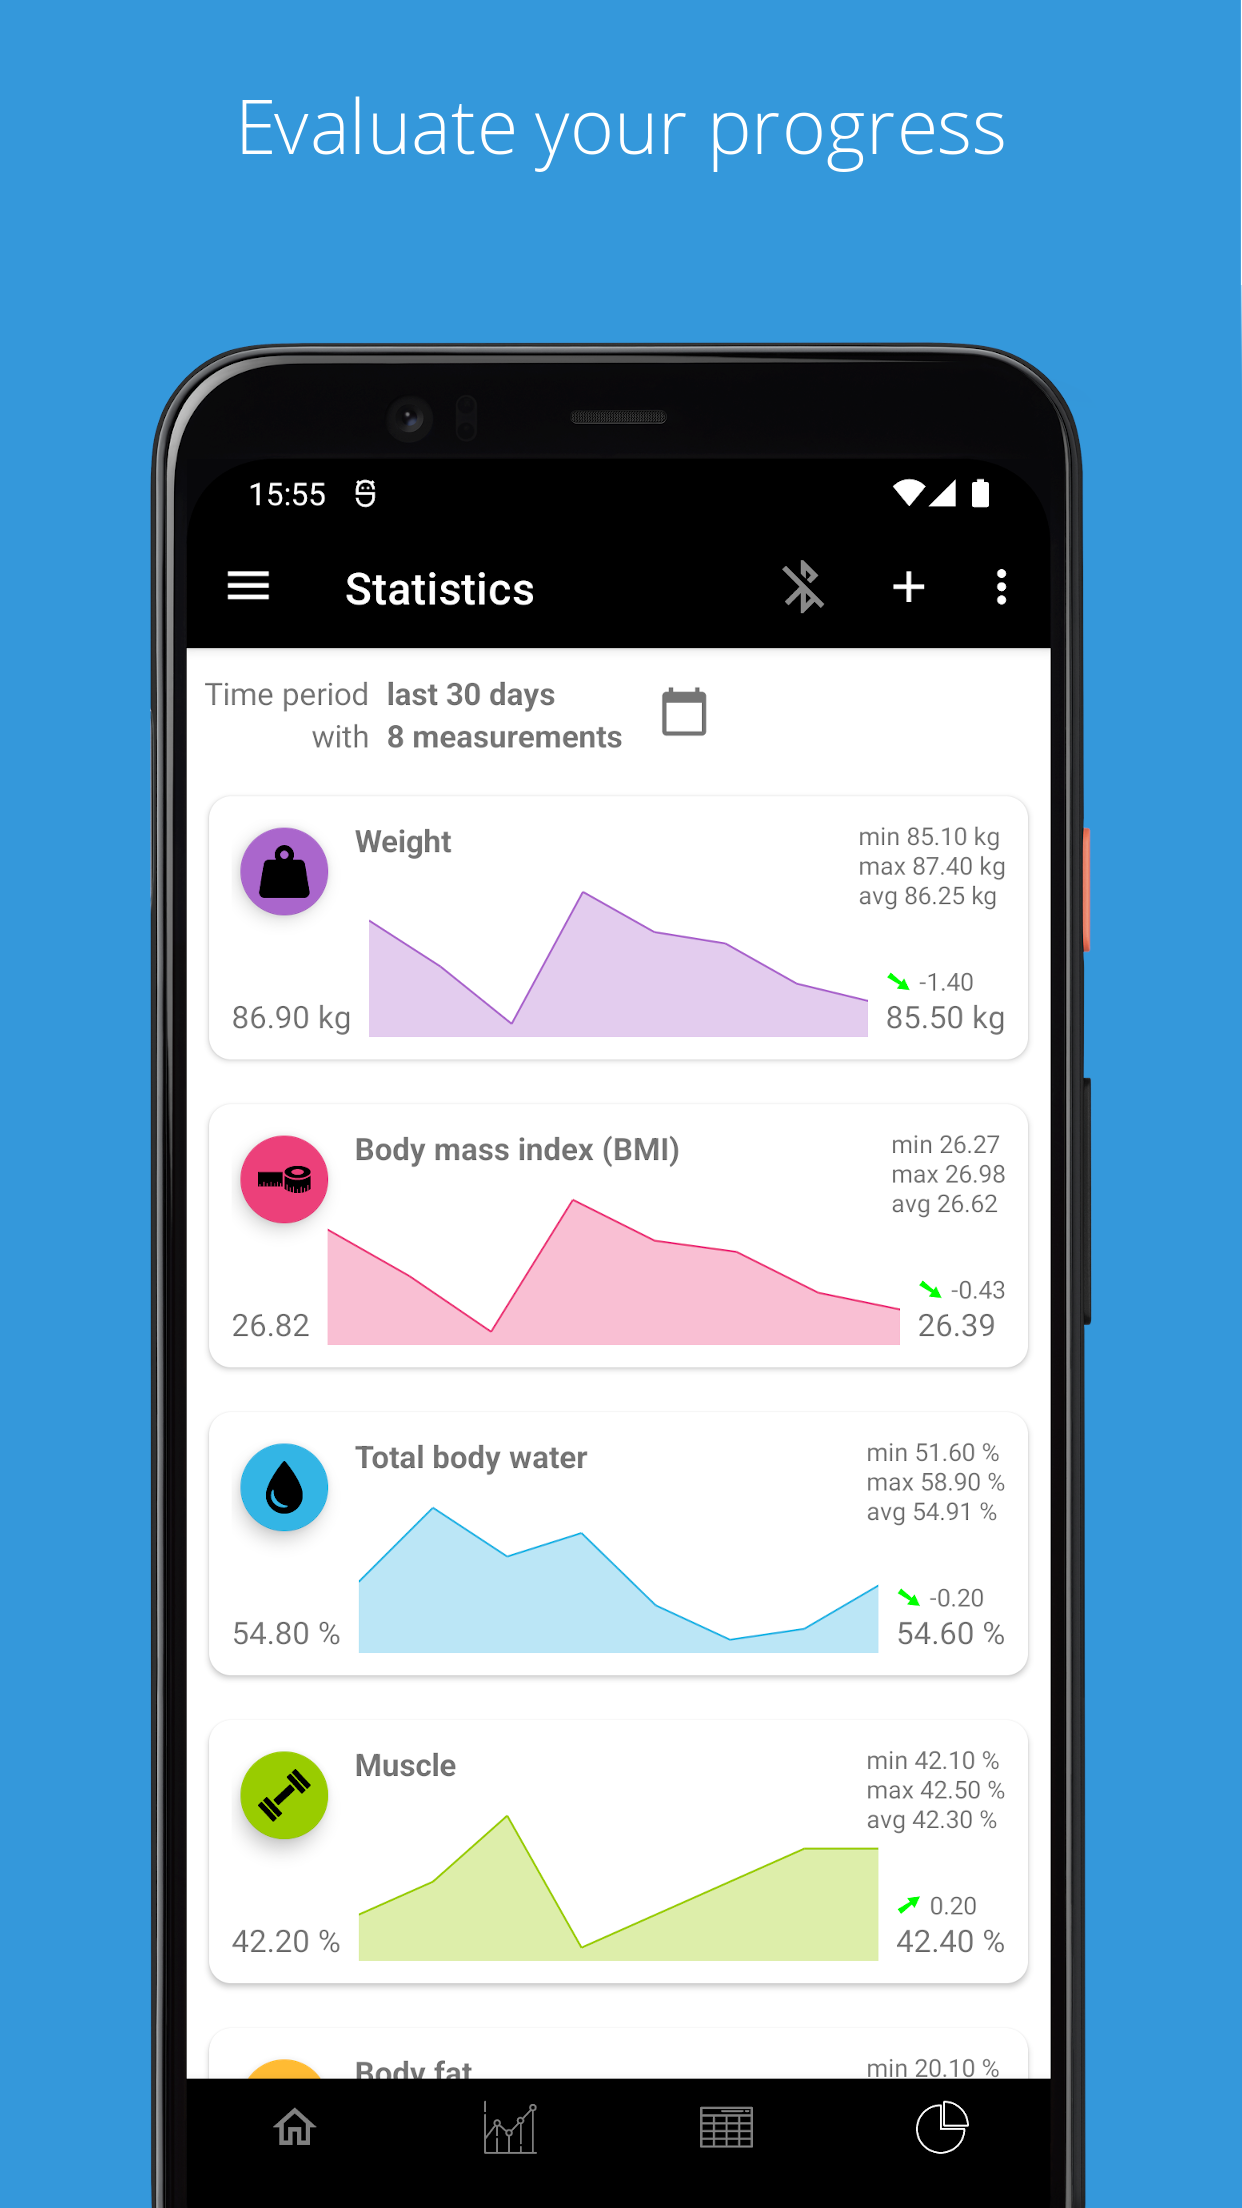 Evaluate your progress
15:55
Statistics
Time period last 30 days
with 8 measurements
Weight
min 85.10 kg
max 87.40 kg
avg 86.25 kg
-1.40
86.90 kg
85.50 kg
Body mass index (BMI)
min 26.27
max 26.98
avg 26.62
-0.43
26.82
26.39
Total body water
min 51.60 %
max 58.90 %
avg 54.91 %
-0.20
54.80 %
54.60 %
Muscle
min 42.10 %
max 42.50 %
avg 42.30 %
0.20
42.20 %
42.40 %
Body fat
min 20.10 %